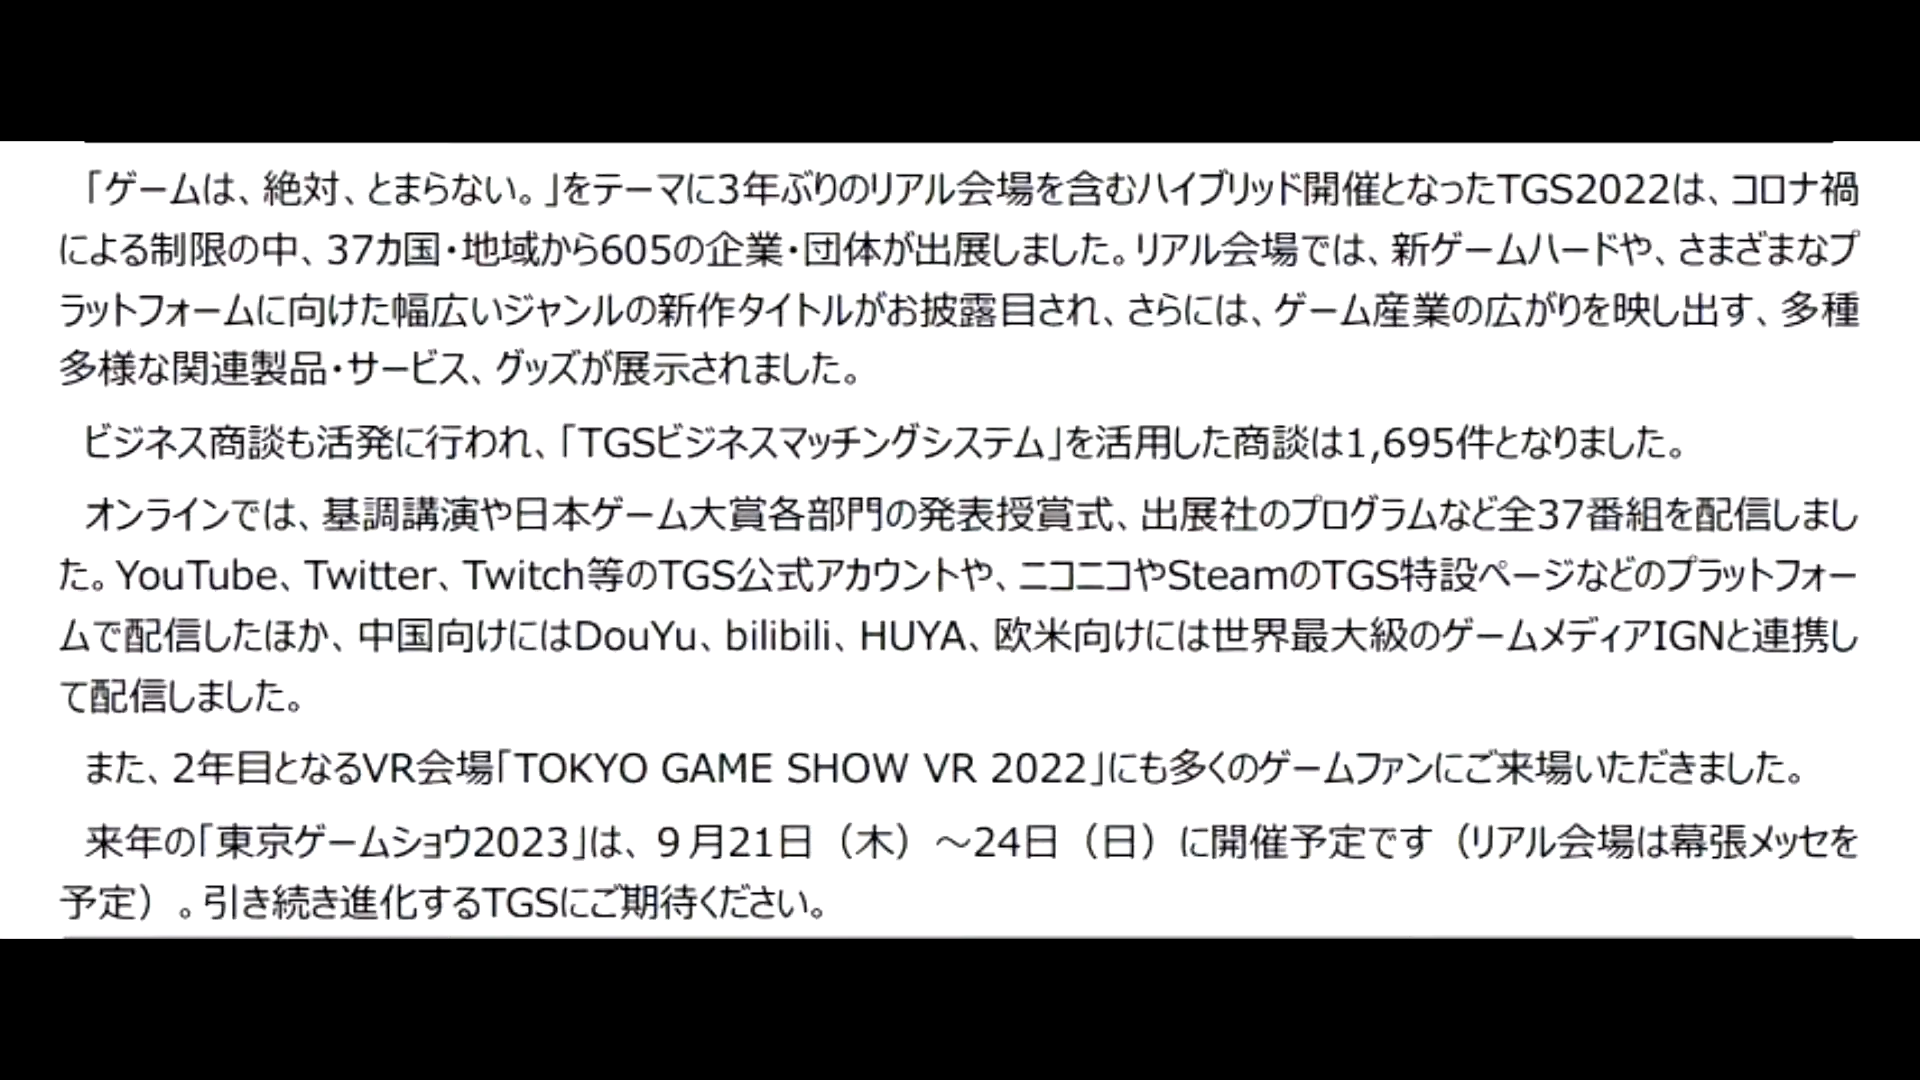 「ゲームは、絶対、とまらない。」をテーマに3年ぶりのリアル会場を含むハイブリッド開催となったTGS2022は、コロナ禍
による制限の中、37カ国・地域から605の企業・団体が出展しました。リアル会場では、新ゲームハードや、さまざまなプ
ラットフォームに向けた幅広いジャンルの新作タイトルがお披露目され、さらには、ゲーム産業の広がりを映し出す、多種
多様な関連製品・サービス、グッズが展示されました。
ビジネス商談も活発に行われ、「TGSビジネスマッチングシステム」を活用した商談は1,695件となりました。
オンラインでは、基調講演や日本ゲーム大賞各部門の発表授賞式、出展社のプログラムなど全37番組を配信しまし
た。YouTube、Twitter、Twitch等のTGS公式アカウントや、ニコニコやSteamのTGS特設ページなどのプラットフォー
ムで配信したほか、中国向けにはDouYu、bilibili、HUYA、欧米向けには世界最大級のゲームメディアIGNと連携し
て配信しました。
また、2年目となるVR会場「TOKYO GAME SHOW VR 2022」にも多くのゲームファンにご来場いただきました。
来年の「東京ゲームショウ2023」は、９月21日（木）～24日（日）に開催予定です（リアル会場は幕張メッセを
予定）。引き続き進化するTGSにご期待ください。